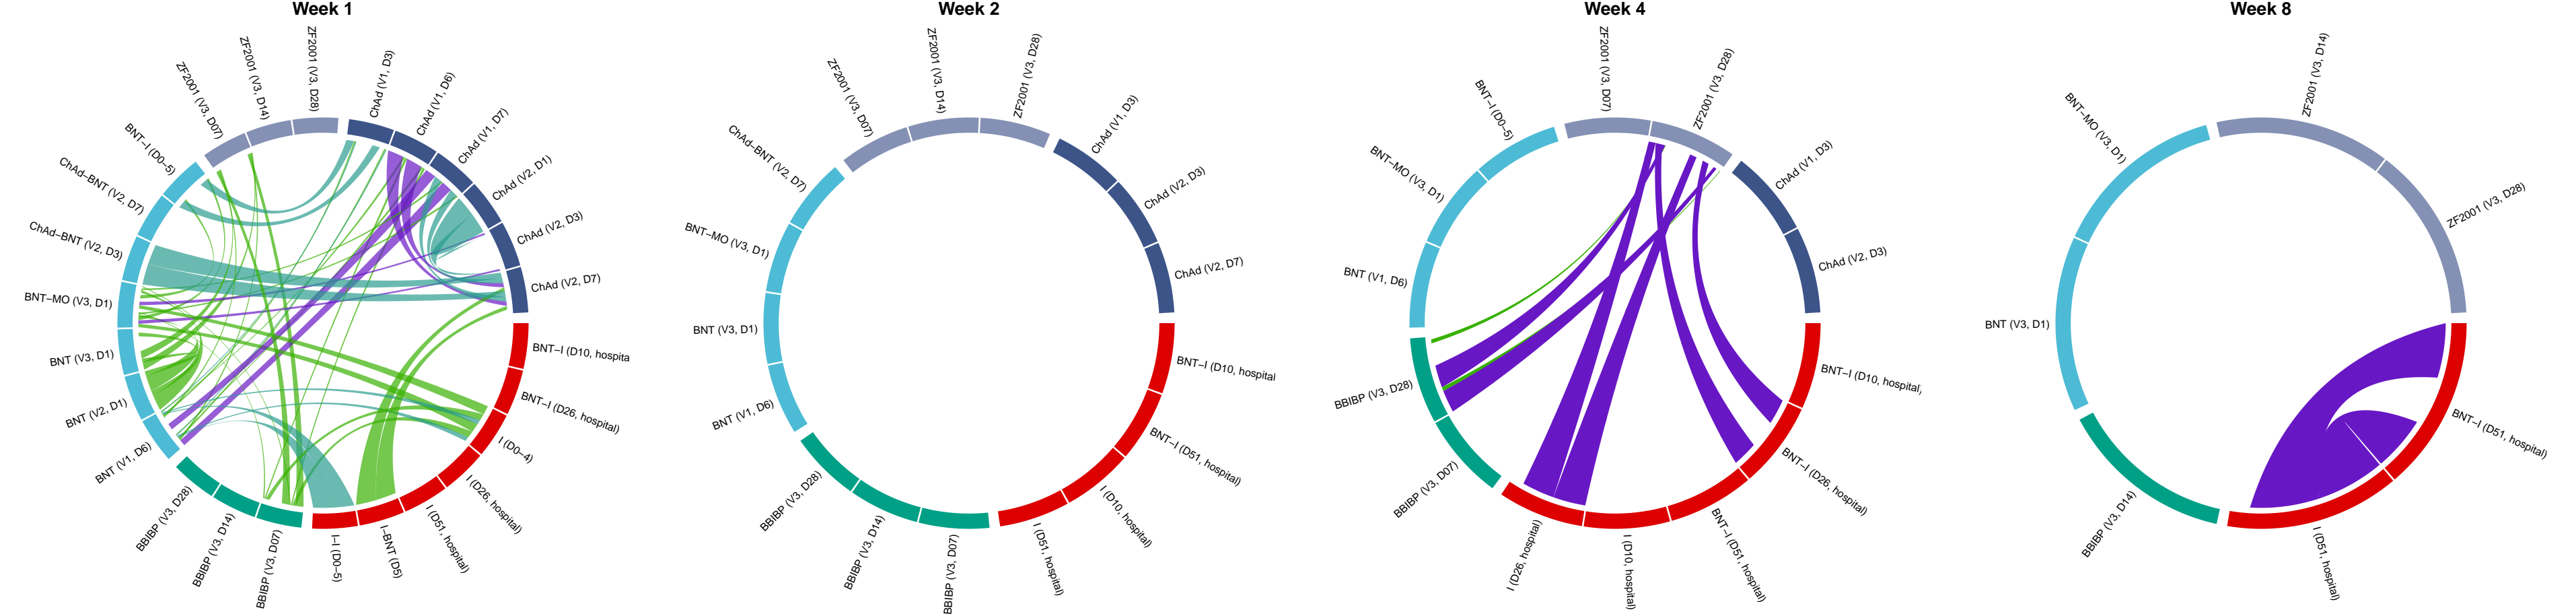 Week 1
ZF2001 (V3, D28)
ChAd (V1, D3)
ChAd (V1, D6)
ChAd (V1, D7)
ChAd (V2, D1)
ChAd (V2, D3)
ChAd (V2, D7)
BNT–I (D10, hospita
BNT–I (D26, hospital)
I (D0–4)
I (D26, hospital)
I (D51, hospital)
I–BNT (D5)
I–I (D0–5)
BBIBP (V3, D07)
BBIBP (V3, D14)
BBIBP (V3, D28)
BNT (V1, D6)
BNT (V2, D1)
BNT (V3, D1)
BNT–MO (V3, D1)
ChAd–BNT (V2, D3)
ChAd–BNT (V2, D7)
BNT–I (D0–5)
ZF2001 (V3, D07)
ZF2001 (V3, D14)
Week 2
ZF2001 (V3, D14)
ZF2001 (V3, D28)
ChAd (V1, D3)
ChAd (V2, D3)
ChAd (V2, D7)
BNT–I (D10, hospital
BNT–I (D51, hospital)
I (D10, hospital)
I (D51, hospital)
BBIBP (V3, D07)
BBIBP (V3, D14)
BBIBP (V3, D28)
BNT (V1, D6)
BNT (V3, D1)
BNT–MO (V3, D1)
ChAd–BNT (V2, D7)
ZF2001 (V3, D07)
Week 4
ZF2001 (V3, D07)
ZF2001 (V3, D28)
ChAd (V1, D3)
ChAd (V2, D3)
BNT–I (D10, hospital,
BNT–I (D26, hospital)
BNT–I (D51, hospital)
I (D10, hospital)
I (D26, hospital)
BBIBP (V3, D07)
BBIBP (V3, D28)
BNT (V1, D6)
BNT–MO (V3, D1)
BNT–I (D0–5)
Week 8
ZF2001 (V3, D14)
ZF2001 (V3, D28)
BNT–I (D51, hospital)
I (D51, hospital)
BBIBP (V3, D14)
BNT (V3, D1)
BNT–MO (V3, D1)